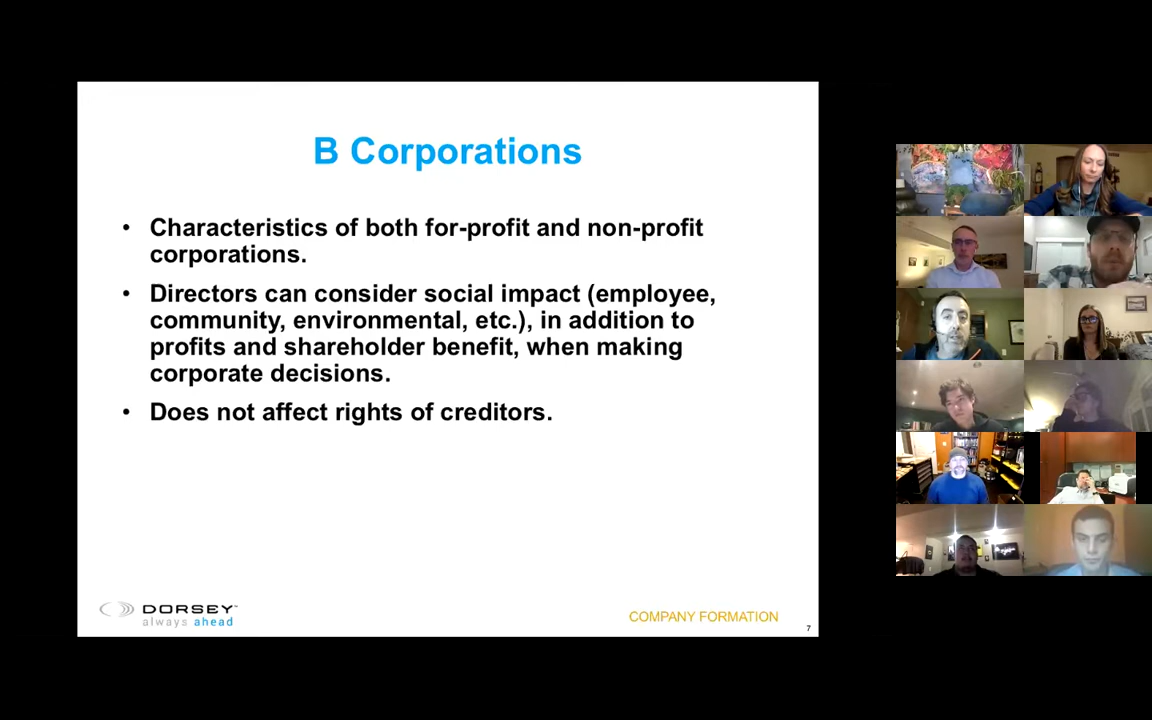 B Corporations
• Characteristics of both for-profit and non-profit
corporations.
• Directors can consider social impact (employee,
community, environmental, etc.), in addition to
profits and shareholder benefit, when making
corporate decisions.
• Does not affect rights of creditors.
DORSEY™
always ahead
COMPANY FORMATION
7